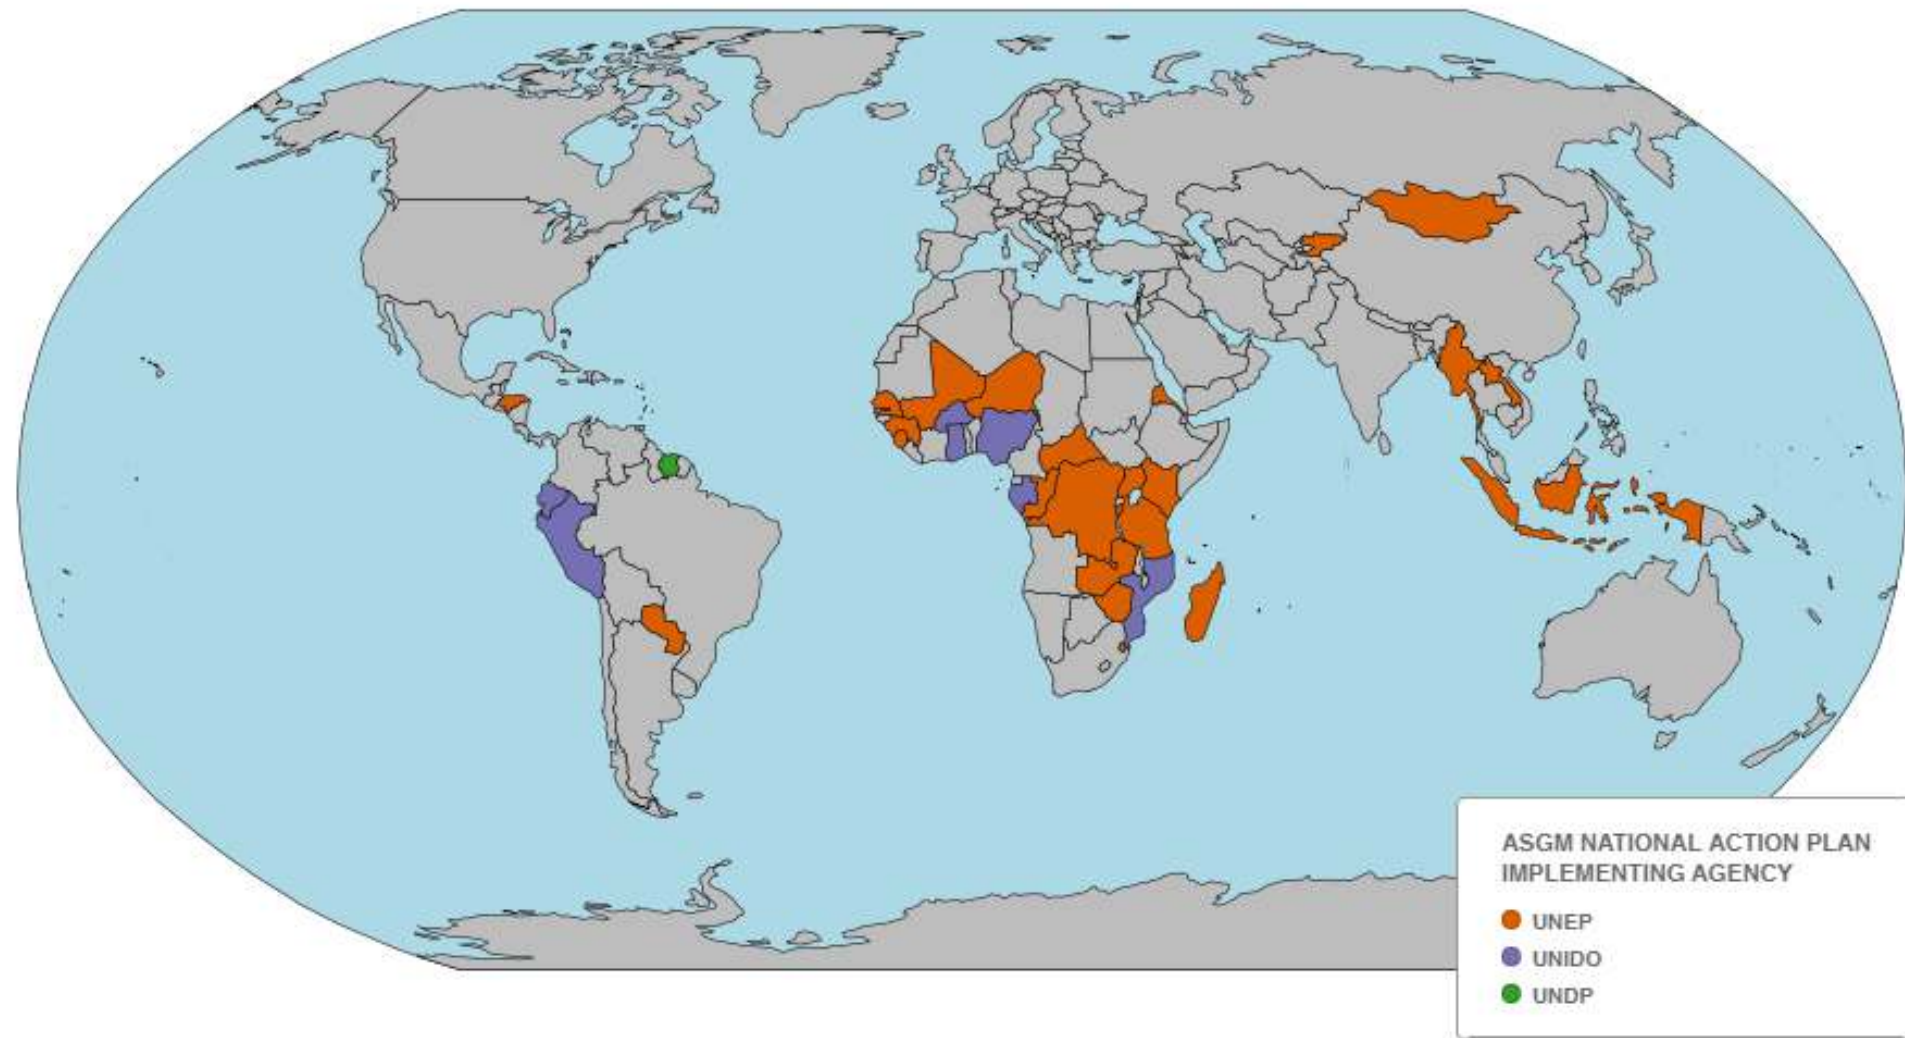 ASGM NATIONAL ACTION PLAN
IMPLEMENTING AGENCY
UNEP
UNIDO
UNDP